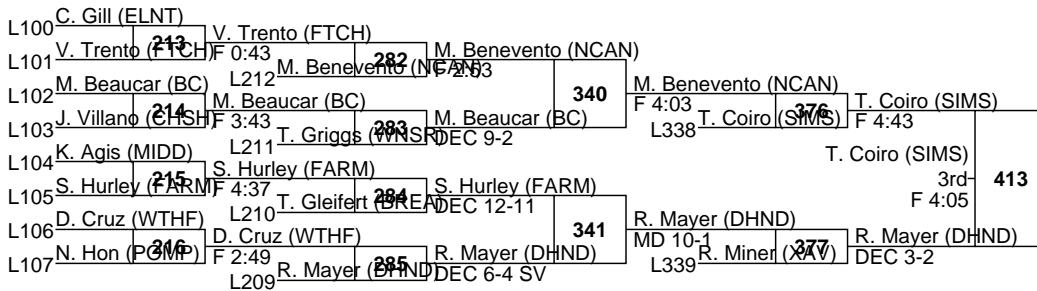 L100 C. Gill (ELNT)
213
L101 V. Trento (FTCH)
V. Trento (FTCH)
F 0:43
282
L212 M. Benevento (NCAN)
M. Benevento (NCAN)
F 2:53
L102 M. Beaucar (BC)
214
L103 J. Villano (CHSH)
M. Beaucar (BC)
F 3:43
283
L211 T. Griggs (WNSR)
M. Beaucar (BC)
DEC 9-2
340
M. Benevento (NCAN)
F 4:03
376
L338 T. Coiro (SIMS)
T. Coiro (SIMS)
F 4:43
L104 K. Agis (MIDD)
215
L105 S. Hurley (FARM)
S. Hurley (FARM)
F 4:37
284
L210 T. Gleifert (BREA)
S. Hurley (FARM)
DEC 12-11
L106 D. Cruz (WTHF)
216
L107 N. Hon (POMP)
D. Cruz (WTHF)
F 2:49
285
L209 R. Mayer (DHND)
R. Mayer (DHND)
DEC 6-4 SV
341
R. Mayer (DHND)
MD 10-1
377
L339 R. Miner (XAV)
R. Mayer (DHND)
DEC 3-2
T. Coiro (SIMS)
3rd
413
F 4:05